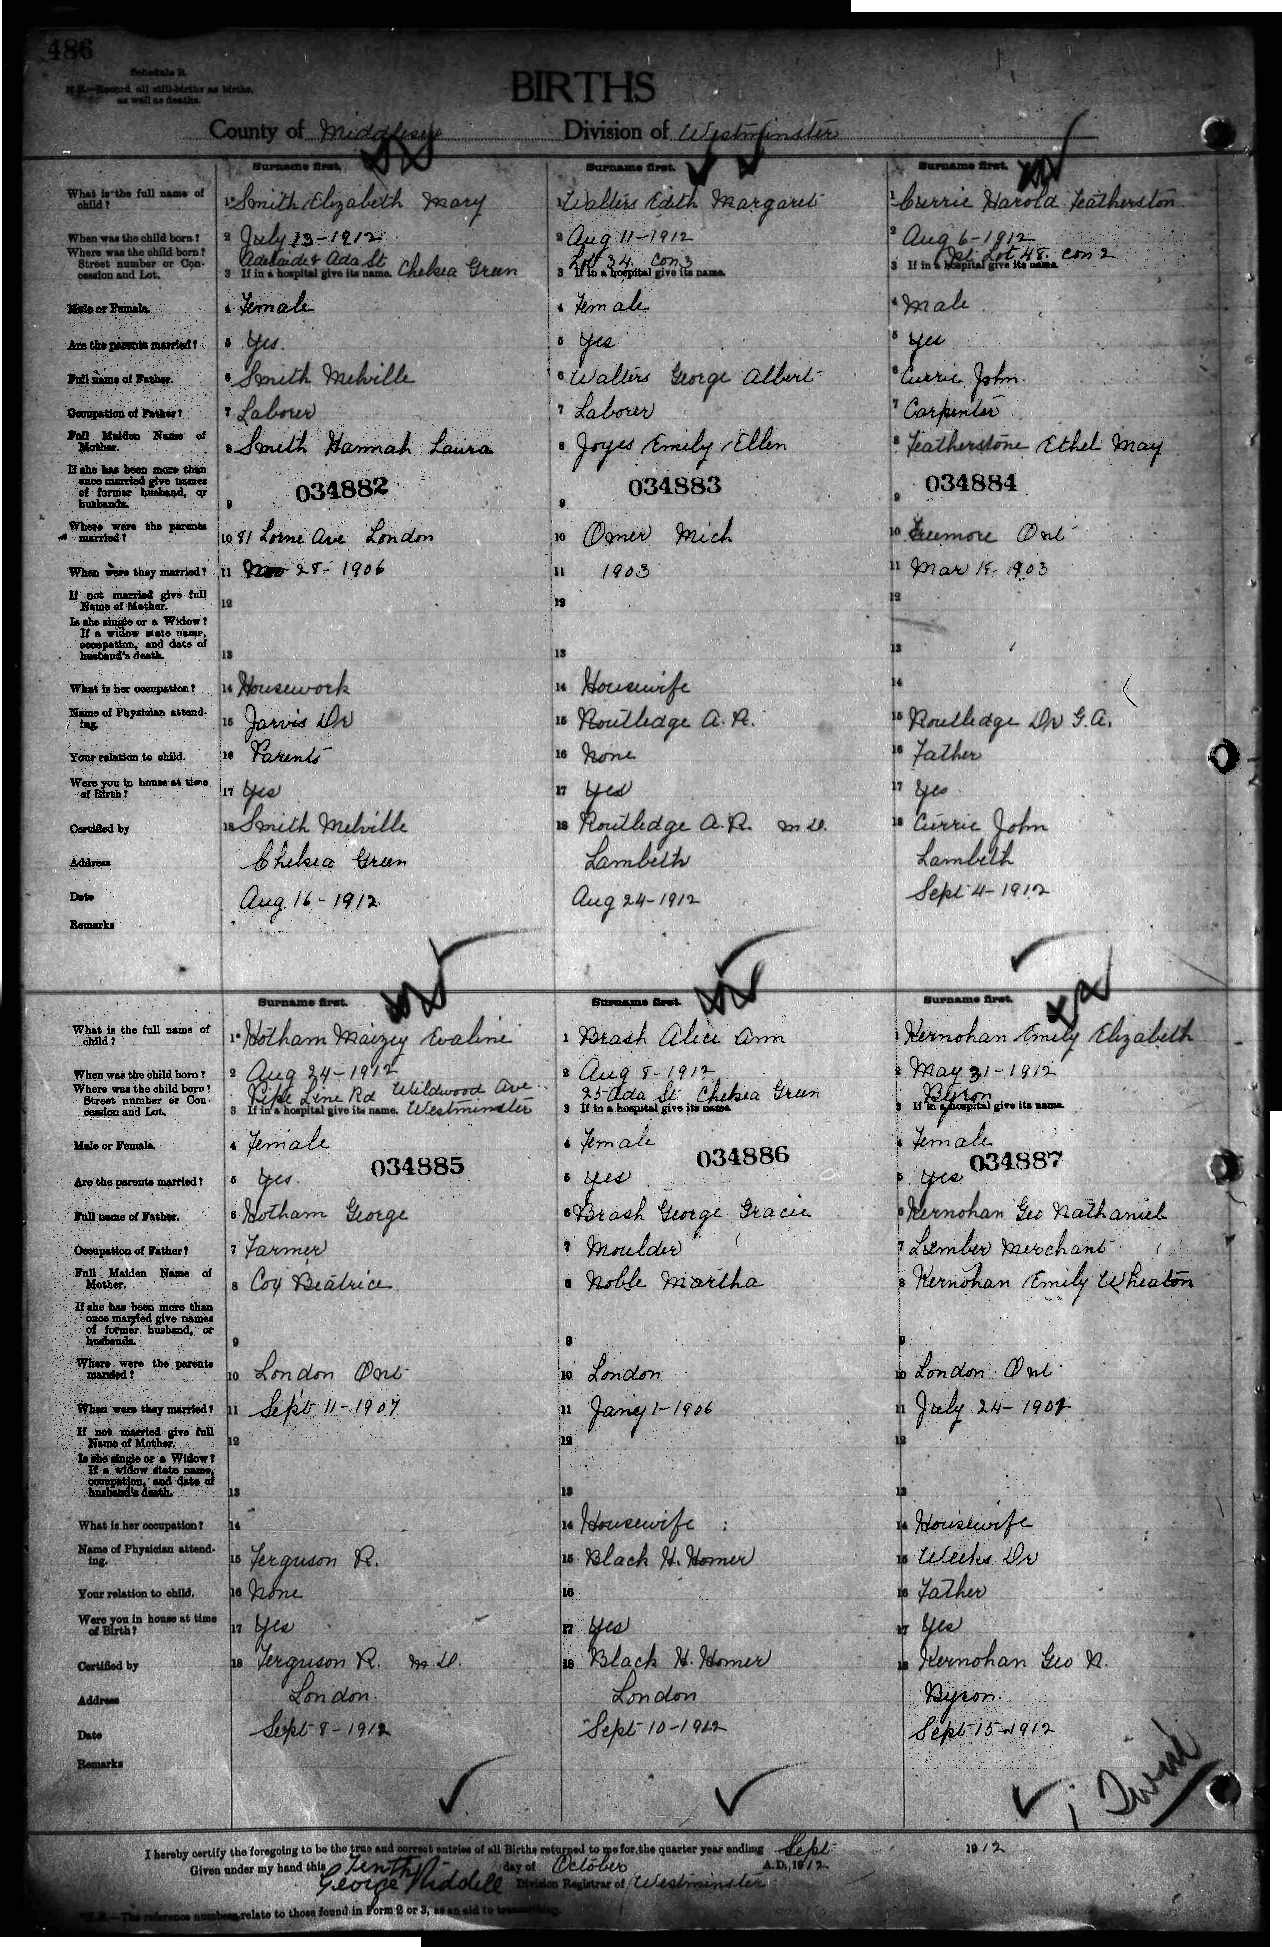 486
Schedule B.
N.B.—Record all still-births as births, as well as deaths.
BIRTHS
County of Middlesex Division of Westminster
Surname first. Surname first. Surname first.
What is the full name of child? 1 Smith Elizabeth Mary 1 Walters Edith Margaret 1 Currie Harold Featherston
When was the child born? 2 July 13-1912 2 Aug 11-1912 2 Aug 6-1912
Where was the child born? Adelaide & Ada St Lot 34 Con 3 Lot 48. con 2
Street number or Concession and Lot. 3 If in a hospital give its name. Chelsea Green 3 If in a hospital give its name. 3 If in a hospital give its name.
Male or Female. 4 Female 4 Female 4 Male
Are the parents married? 5 Yes. 5 Yes 5 Yes
Full name of Father. 6 Smith Melville 6 Walters George Albert 6 Currie John
Occupation of Father? 7 Laborer 7 Laborer 7 Carpenter
Full Maiden Name of Mother. 8 Smith Hannah Laura 8 Joyes Emily Ellen 8 Featherstone Ethel May
If she has been more than once married give names of former husband, or husbands. 9 034882 9 034883 9 034884
Where were the parents married? 10 81 Lorne Ave London 10 Omer Mich 10 Creemore Ont
When were they married? 11 Nov 28-1906 11 1903 11 Mar 18 1903
If not married give full Name of Mother. 12 12 12
Is she single or a Widow? If a widow state name, occupation, and date of husband's death. 13 13 13
What is her occupation? 14 Housework 14 Housewife 14
Name of Physician attending. 15 Jarvis Dr 15 Routledge A. R. 15 Routledge Dr G.A.
Your relation to child. 16 Parents 16 None 16 Father
Were you in house at time of Birth? 17 Yes 17 Yes 17 Yes
Certified by 18 Smith Melville 18 Routledge A.R. M.D. 18 Currie John
Address Chelsea Green Lambeth Lambeth
Date Aug 16-1912 Aug 24-1912 Sept 4-1912
Remarks
Surname first. Surname first. Surname first.
What is the full name of child? 1 Hotham Maizey Evaline 1 Brash Alice Ann 1 Kernohan Emily Elizabeth
When was the child born? 2 Aug 24-1912 2 Aug 8-1912 2 May 31-1912
Where was the child born? Pipe Line Rd Wildwood Ave. 25 Ada St Chelsea Green Byron
Street number or Concession and Lot. 3 If in a hospital give its name. Westminster 3 If in a hospital give its name. 3 If in a hospital give its name.
Male or Female. 4 Female 4 Female 4 Female
034885 034886 034887
Are the parents married? 5 Yes. 5 Yes 5 Yes
Full name of Father. 6 Hotham George 6 Brash George Gracie 6 Kernohan Geo Nathaniel
Occupation of Father? 7 Farmer 7 Moulder 7 Lumber Merchant
Full Maiden Name of Mother. 8 Cox Beatrice 8 Noble Martha 8 Kernohan Emily Wheaton
If she has been more than once married give names of former husband, or husbands. 9 9 9
Where were the parents married? 10 London Ont 10 London 10 London Ont
When were they married? 11 Sept 11-1907 11 Jany 1-1906 11 July 24-1907
If not married give full Name of Mother. 12 12 12
Is she single or a Widow? If a widow state name, occupation, and date of husband's death. 13 13 13
What is her occupation? 14 14 Housewife 14 Housewife
Name of Physician attending. 15 Ferguson R. 15 Black H. Homer 15 Weeks Dr
Your relation to child. 16 None 16 16 Father
Were you in house at time of Birth? 17 Yes 17 Yes 17 Yes
Certified by 18 Ferguson R. M.D. 18 Black H. Homer 18 Kernohan Geo N.
Address London London Byron
Date Sept 8-1912 Sept 10-1912 Sept 15-1912
Remarks
I hereby certify the foregoing to be the true and correct entries of all Births returned to me for the quarter year ending Sept 1912
Given under my hand this Tenth day of October A.D. 1912
George Riddell Division Registrar of Westminster
N.B.—The reference numbers relate to those found in Form 2 or 3, as an aid to transmitting.